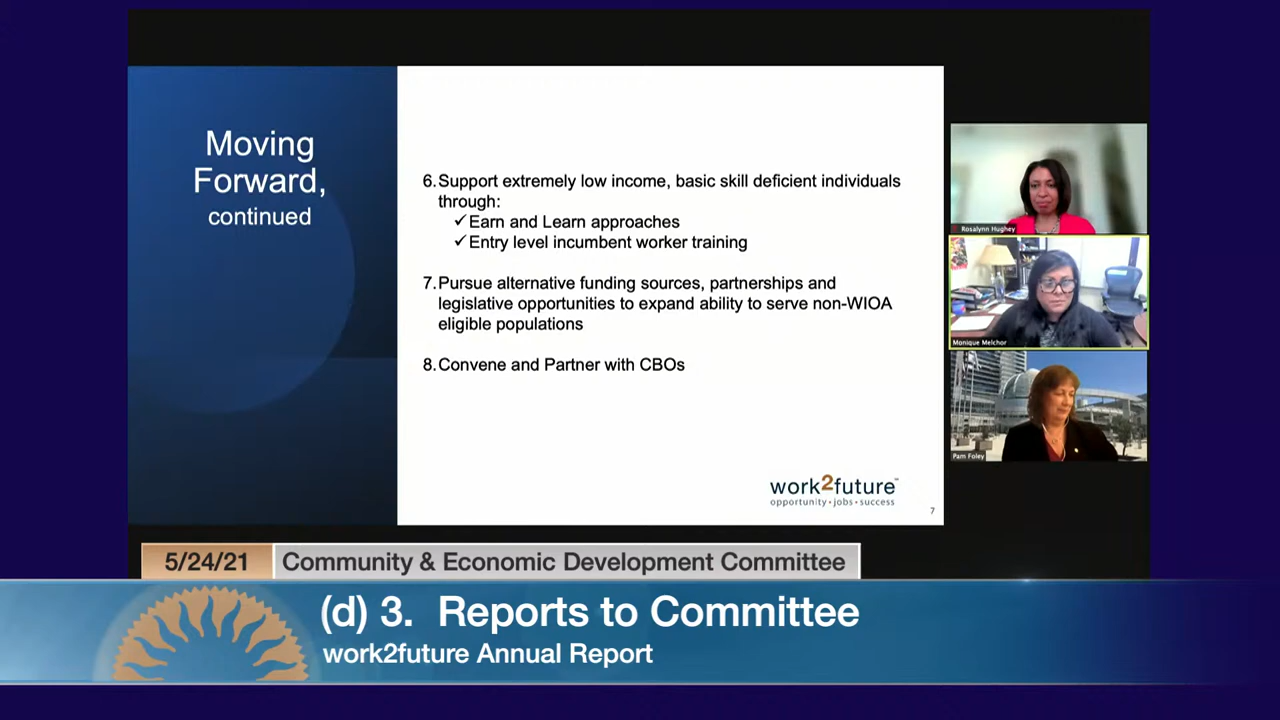 Moving
Forward,
continued
6. Support extremely low income, basic skill deficient individuals
through:
✓Earn and Learn approaches
✓Entry level incumbent worker training
7. Pursue alternative funding sources, partnerships and
legislative opportunities to expand ability to serve non-WIOA
eligible populations
8. Convene and Partner with CBOs
work2future™
opportunity • jobs • success
7
Rosalynn Hughey
Monique Melchor
Pam Foley
5/24/21 Community & Economic Development Committee
(d) 3. Reports to Committee
work2future Annual Report